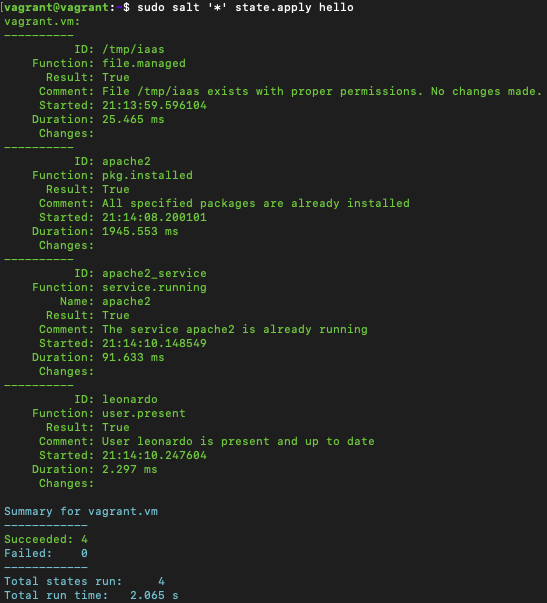 [vagrant@vagrant:~$ sudo salt '*' state.apply hello
vagrant.vm:
----------
ID: /tmp/iaas
Function: file.managed
Result: True
Comment: File /tmp/iaas exists with proper permissions. No changes made.
Started: 21:13:59.596104
Duration: 25.465 ms
Changes:
----------
ID: apache2
Function: pkg.installed
Result: True
Comment: All specified packages are already installed
Started: 21:14:08.200101
Duration: 1945.553 ms
Changes:
----------
ID: apache2_service
Function: service.running
Name: apache2
Result: True
Comment: The service apache2 is already running
Started: 21:14:10.148549
Duration: 91.633 ms
Changes:
----------
ID: leonardo
Function: user.present
Result: True
Comment: User leonardo is present and up to date
Started: 21:14:10.247604
Duration: 2.297 ms
Changes:
Summary for vagrant.vm
------------
Succeeded: 4
Failed: 0
------------
Total states run: 4
Total run time: 2.065 s